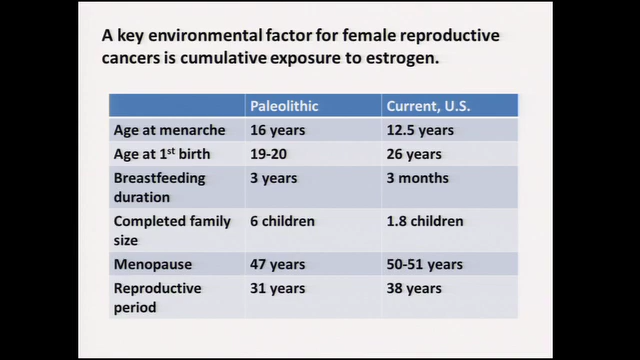 A key environmental factor for female reproductive
cancers is cumulative exposure to estrogen.
Paleolithic Current, U.S.
Age at menarche 16 years 12.5 years
Age at 1st birth 19-20 26 years
Breastfeeding 3 years 3 months
duration
Completed family 6 children 1.8 children
size
Menopause 47 years 50-51 years
Reproductive 31 years 38 years
period